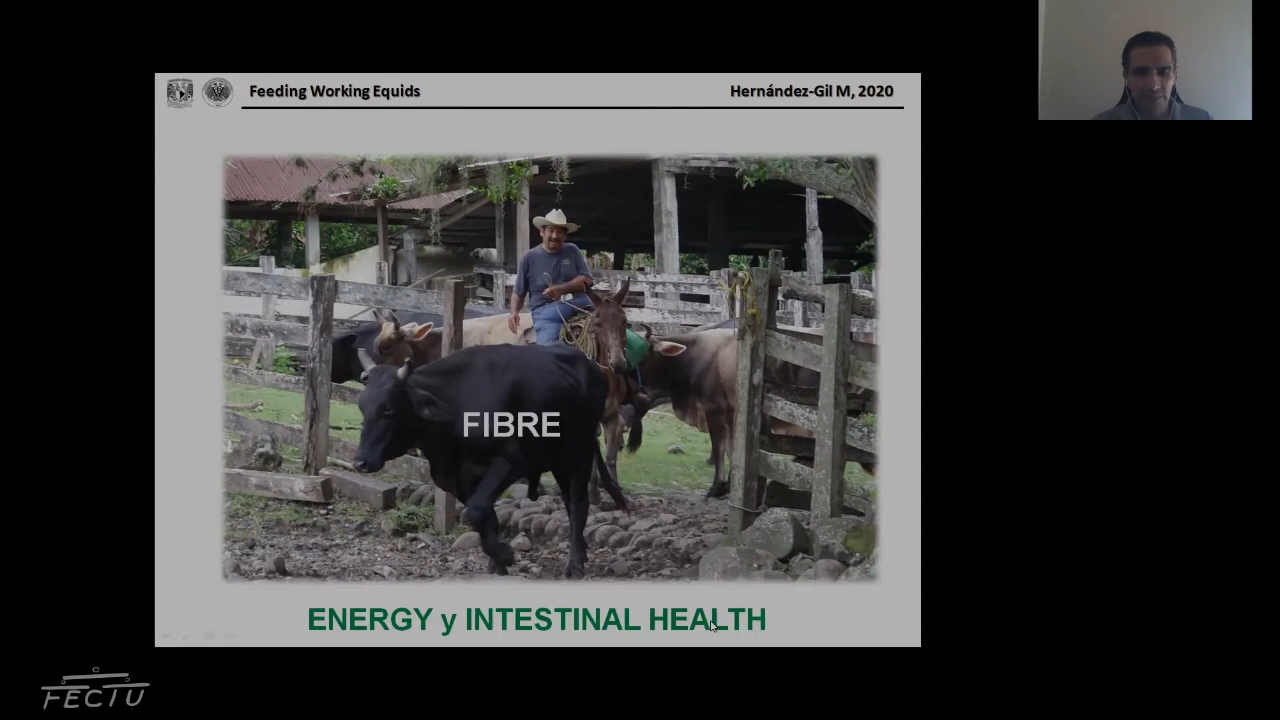 Feeding Working Equids
Hernández-Gil M, 2020
FIBRE
ENERGY y INTESTINAL HEALTH
FECTU